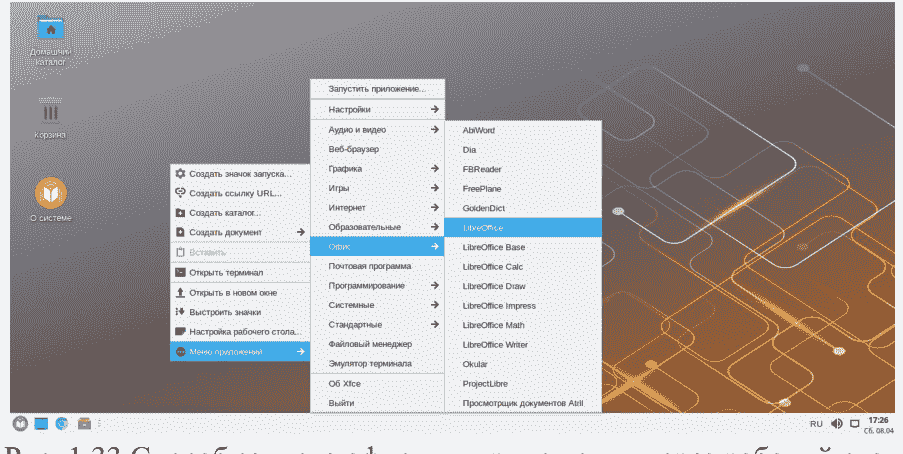 Домашний
каталог
Корзина
О системе
Создать значок запуска...
Создать ссылку URL...
Создать каталог...
Создать документ
Вставить
Открыть терминал
Открыть в новом окне
Выстроить значки
Настройка рабочего стола...
Меню приложений
Запустить приложение...
Настройки
Аудио и видео
Веб-браузер
Графика
Игры
Интернет
Образовательные
Офис
Почтовая программа
Программирование
Системные
Стандартные
Файловый менеджер
Эмулятор терминала
Об Xfce
Выйти
AbiWord
Dia
FBReader
FreePlane
GoldenDict
LibreOffice
LibreOffice Base
LibreOffice Calc
LibreOffice Draw
LibreOffice Impress
LibreOffice Math
LibreOffice Writer
Okular
ProjectLibre
Просмотрщик документов Atril
RU
17:26
Сб, 08.04